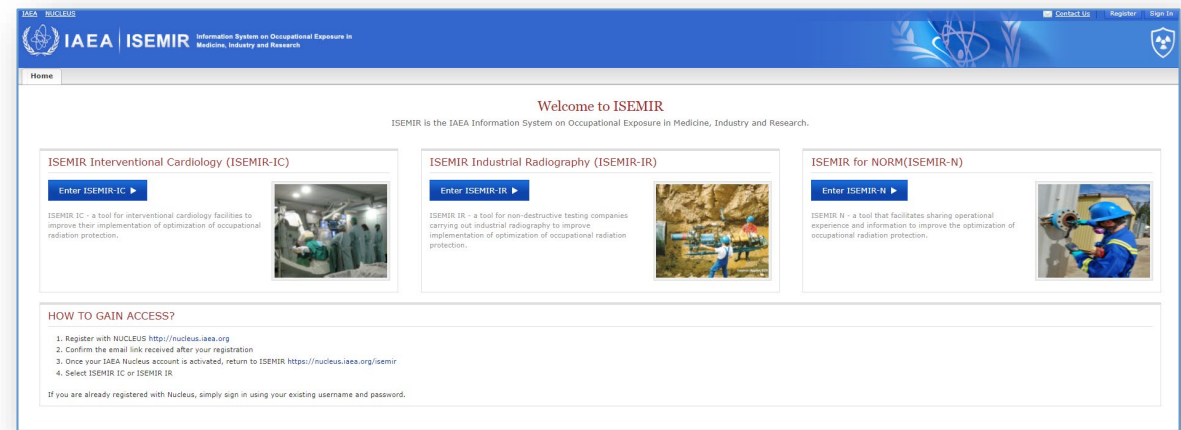 IAEA NUCLEUS
Contact Us | Register Sign In
IAEA | ISEMIR Information System on Occupational Exposure in
Medicine, Industry and Research
Home
Welcome to ISEMIR
ISEMIR is the IAEA Information System on Occupational Exposure in Medicine, Industry and Research.
ISEMIR Interventional Cardiology (ISEMIR-IC)
Enter ISEMIR-IC ►
ISEMIR IC - a tool for interventional cardiology facilities to
improve their implementation of optimization of occupational
radiation protection.
ISEMIR Industrial Radiography (ISEMIR-IR)
Enter ISEMIR-IR ►
ISEMIR IR - a tool for non-destructive testing companies
carrying out industrial radiography to improve
implementation of optimization of occupational radiation
protection.
ISEMIR for NORM(ISEMIR-N)
Enter ISEMIR-N ►
ISEMIR N - a tool that facilitates sharing operational
experience and information to improve the optimization of
occupational radiation protection.
HOW TO GAIN ACCESS?
1. Register with NUCLEUS http://nucleus.iaea.org
2. Confirm the email link received after your registration
3. Once your IAEA Nucleus account is activated, return to ISEMIR https://nucleus.iaea.org/isemir
4. Select ISEMIR IC or ISEMIR IR
If you are already registered with Nucleus, simply sign in using your existing username and password.